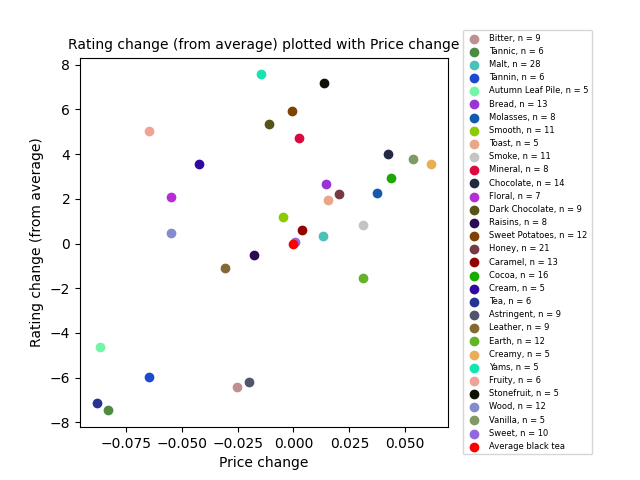 Rating change (from average) plotted with Price change
Rating change (from average)
8
6
4
2
0
−2
−4
−6
−8
−0.075
−0.050
−0.025
0.000
0.025
0.050
Price change
Bitter, n = 9
Tannic, n = 6
Malt, n = 28
Tannin, n = 6
Autumn Leaf Pile, n = 5
Bread, n = 13
Molasses, n = 8
Smooth, n = 11
Toast, n = 5
Smoke, n = 11
Mineral, n = 8
Chocolate, n = 14
Floral, n = 7
Dark Chocolate, n = 9
Raisins, n = 8
Sweet Potatoes, n = 12
Honey, n = 21
Caramel, n = 13
Cocoa, n = 16
Cream, n = 5
Tea, n = 6
Astringent, n = 9
Leather, n = 9
Earth, n = 12
Creamy, n = 5
Yams, n = 5
Fruity, n = 6
Stonefruit, n = 5
Wood, n = 12
Vanilla, n = 5
Sweet, n = 10
Average black tea